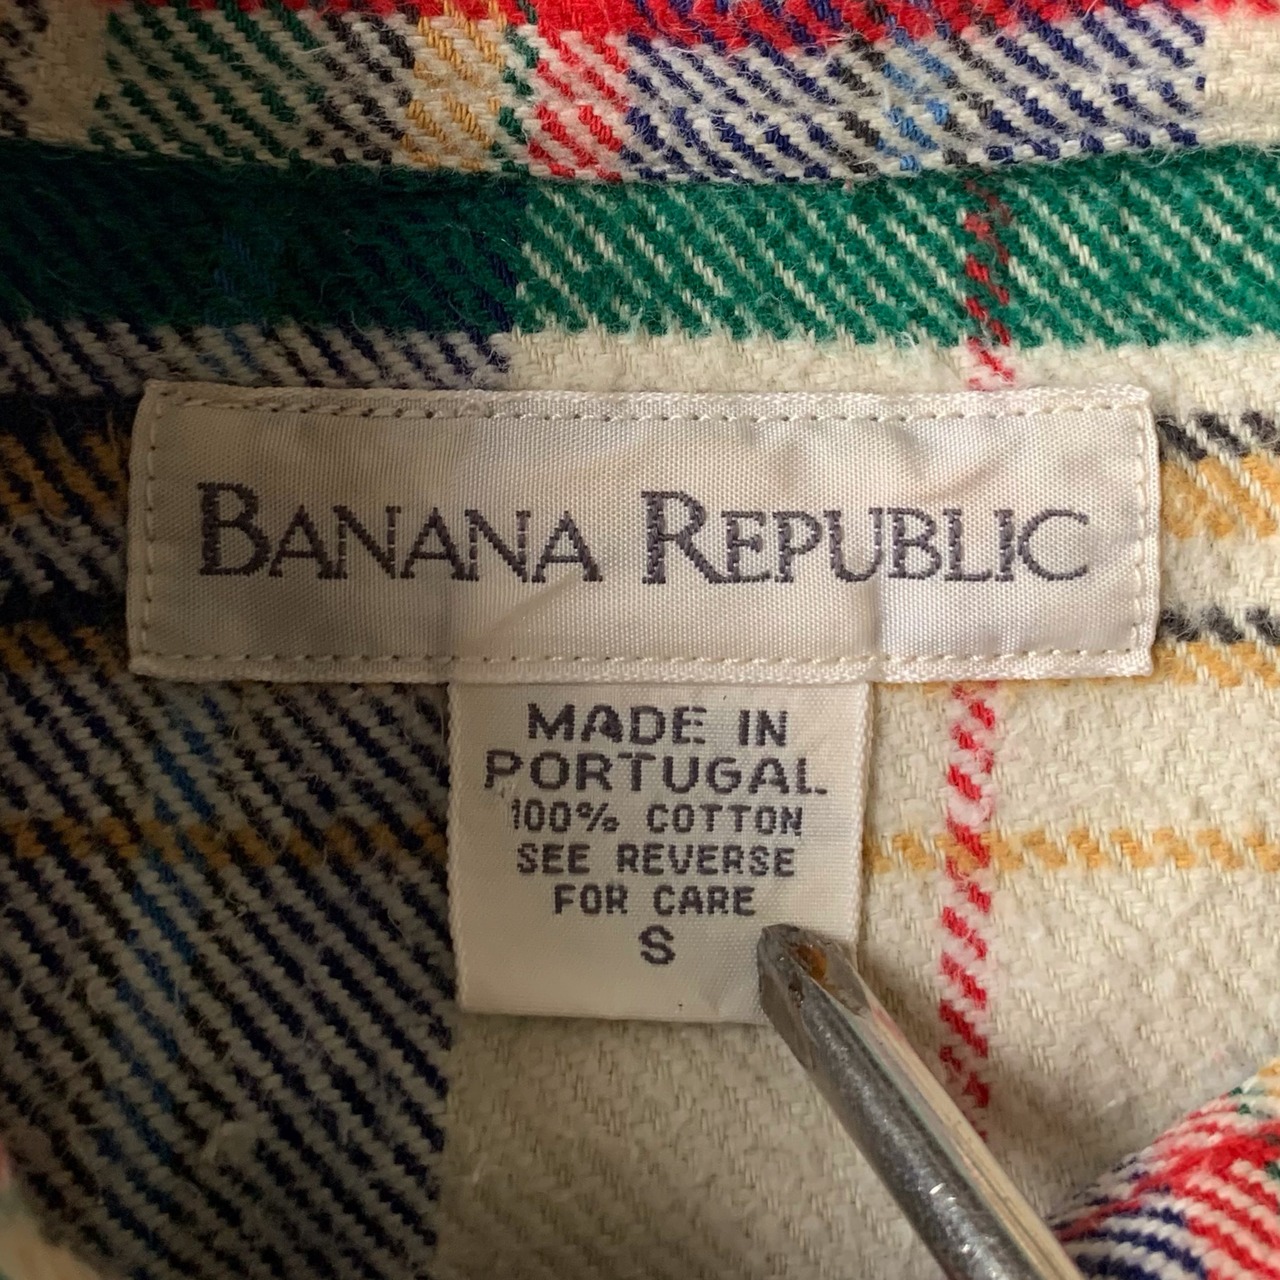 BANANA REPUBLIC
MADE IN
PORTUGAL
100% COTTON
SEE REVERSE
FOR CARE
S